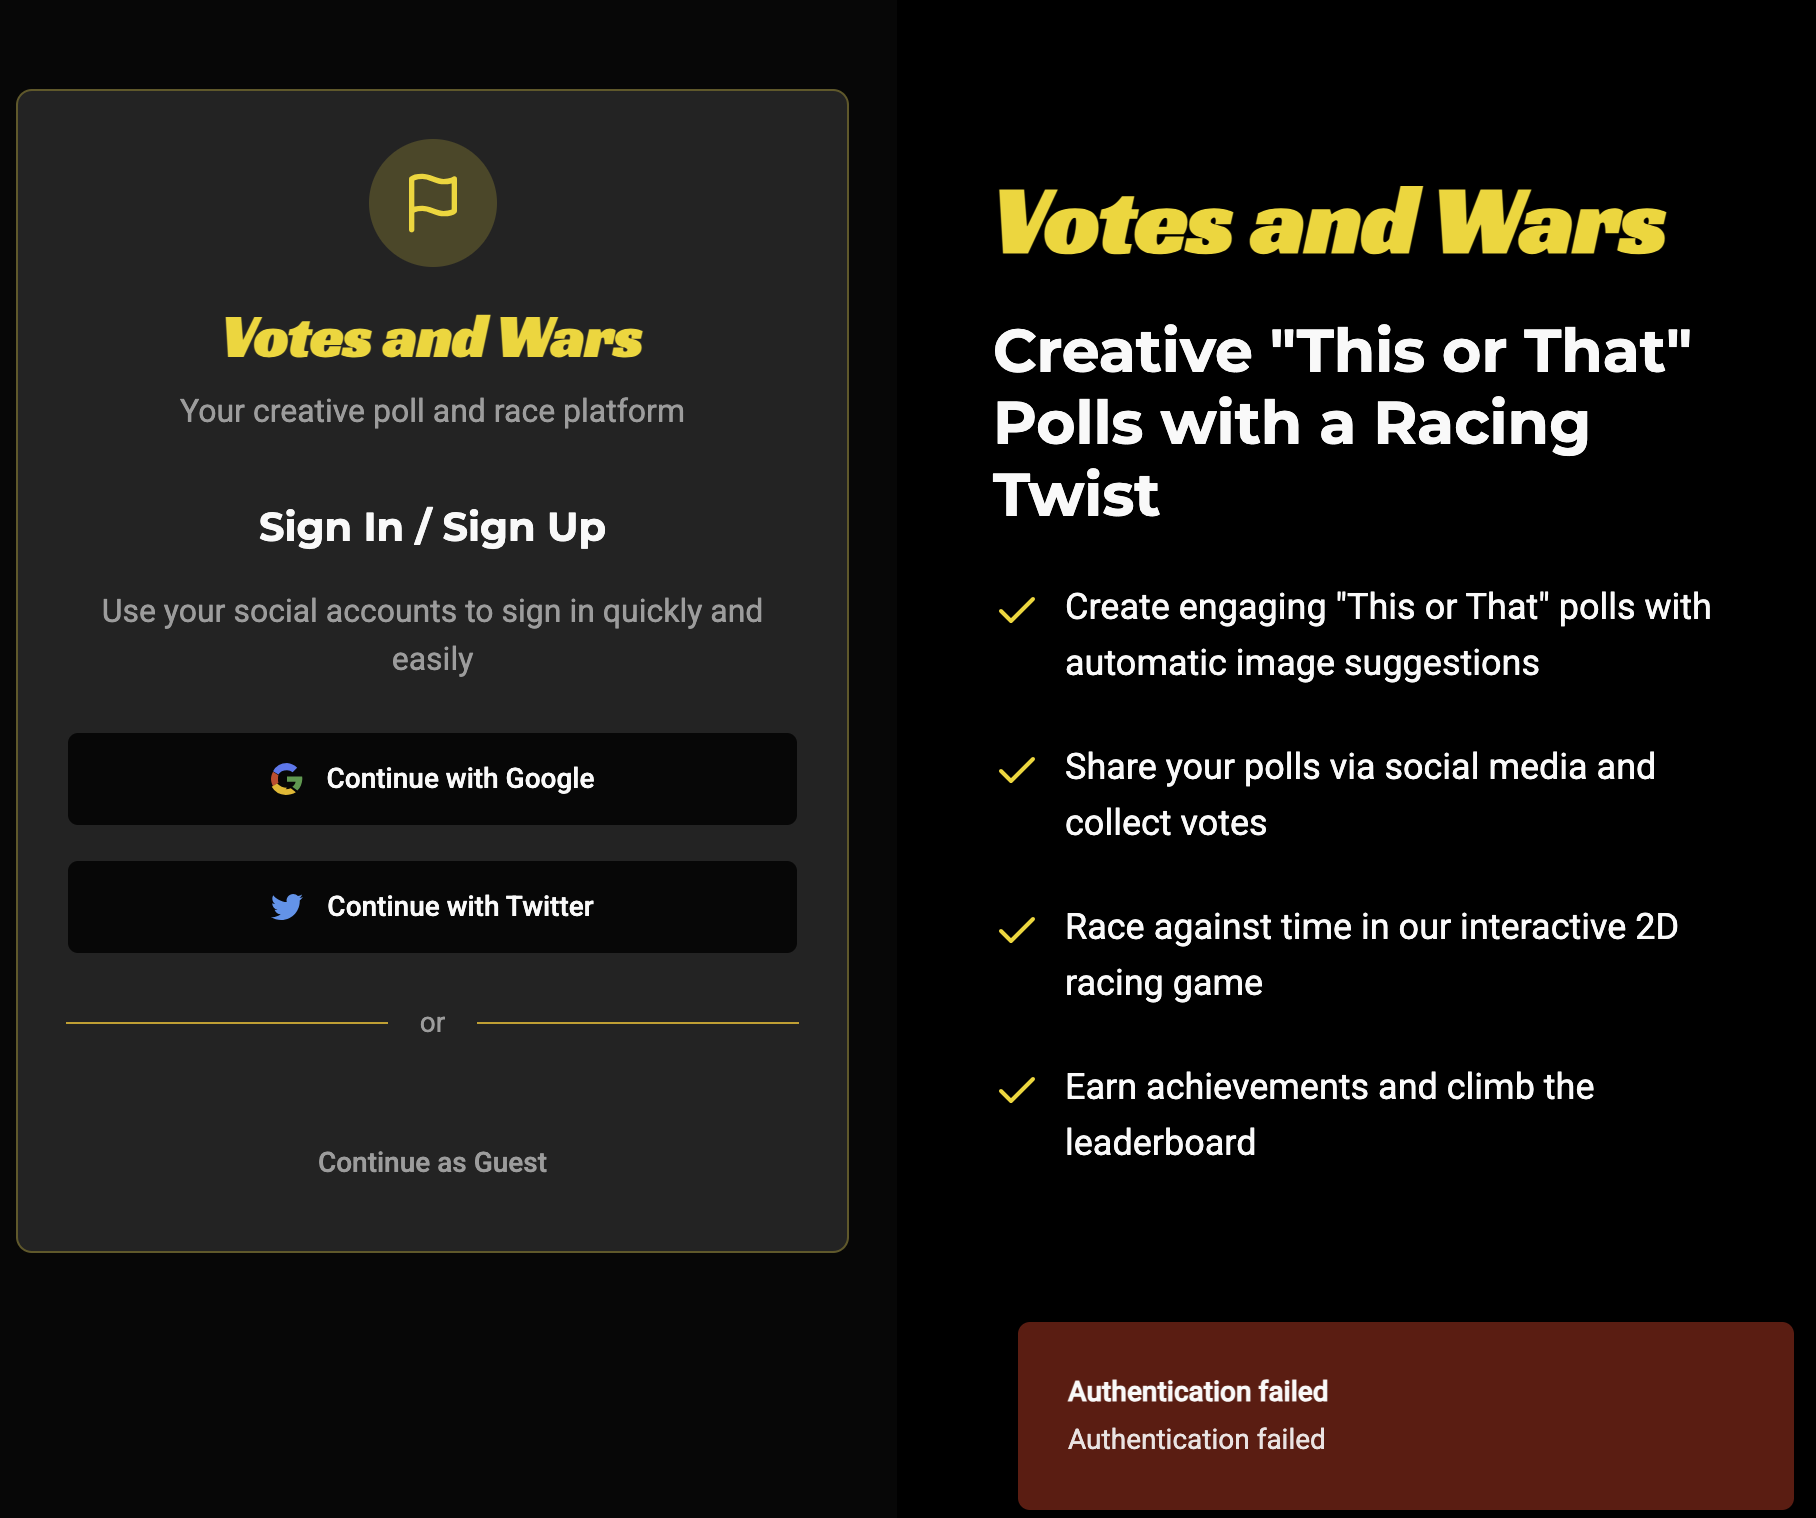 Votes and Wars
Your creative poll and race platform
Sign In / Sign Up
Use your social accounts to sign in quickly and
easily
Continue with Google
Continue with Twitter
or
Continue as Guest
Votes and Wars
Creative "This or That"
Polls with a Racing
Twist
Create engaging "This or That" polls with
automatic image suggestions
Share your polls via social media and
collect votes
Race against time in our interactive 2D
racing game
Earn achievements and climb the
leaderboard
Authentication failed
Authentication failed